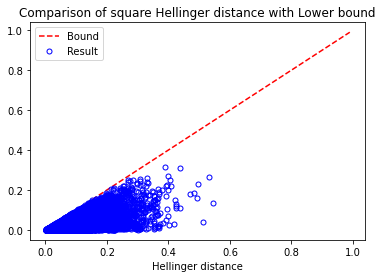 Comparison of square Hellinger distance with Lower bound
1.0
0.8
0.6
0.4
0.2
0.0
Bound
Result
0.0 0.2 0.4 0.6 0.8 1.0
Hellinger distance